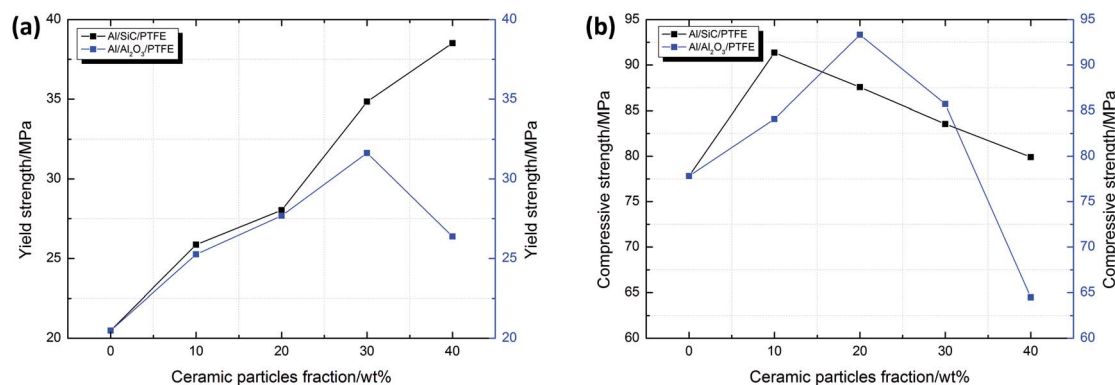 (a)
Al/SiC/PTFE
Al/Al₂O₃/PTFE
40
35
30
25
20
Yield strength/MPa
0 10 20 30 40
Ceramic particles fraction/wt%
40
35
30
25
20
Yield strength/MPa
(b)
Al/SiC/PTFE
Al/Al₂O₃/PTFE
95
90
85
80
75
70
65
60
Compressive strength/MPa
0 10 20 30 40
Ceramic particles fraction/wt%
95
90
85
80
75
70
65
60
Compressive strength/MPa